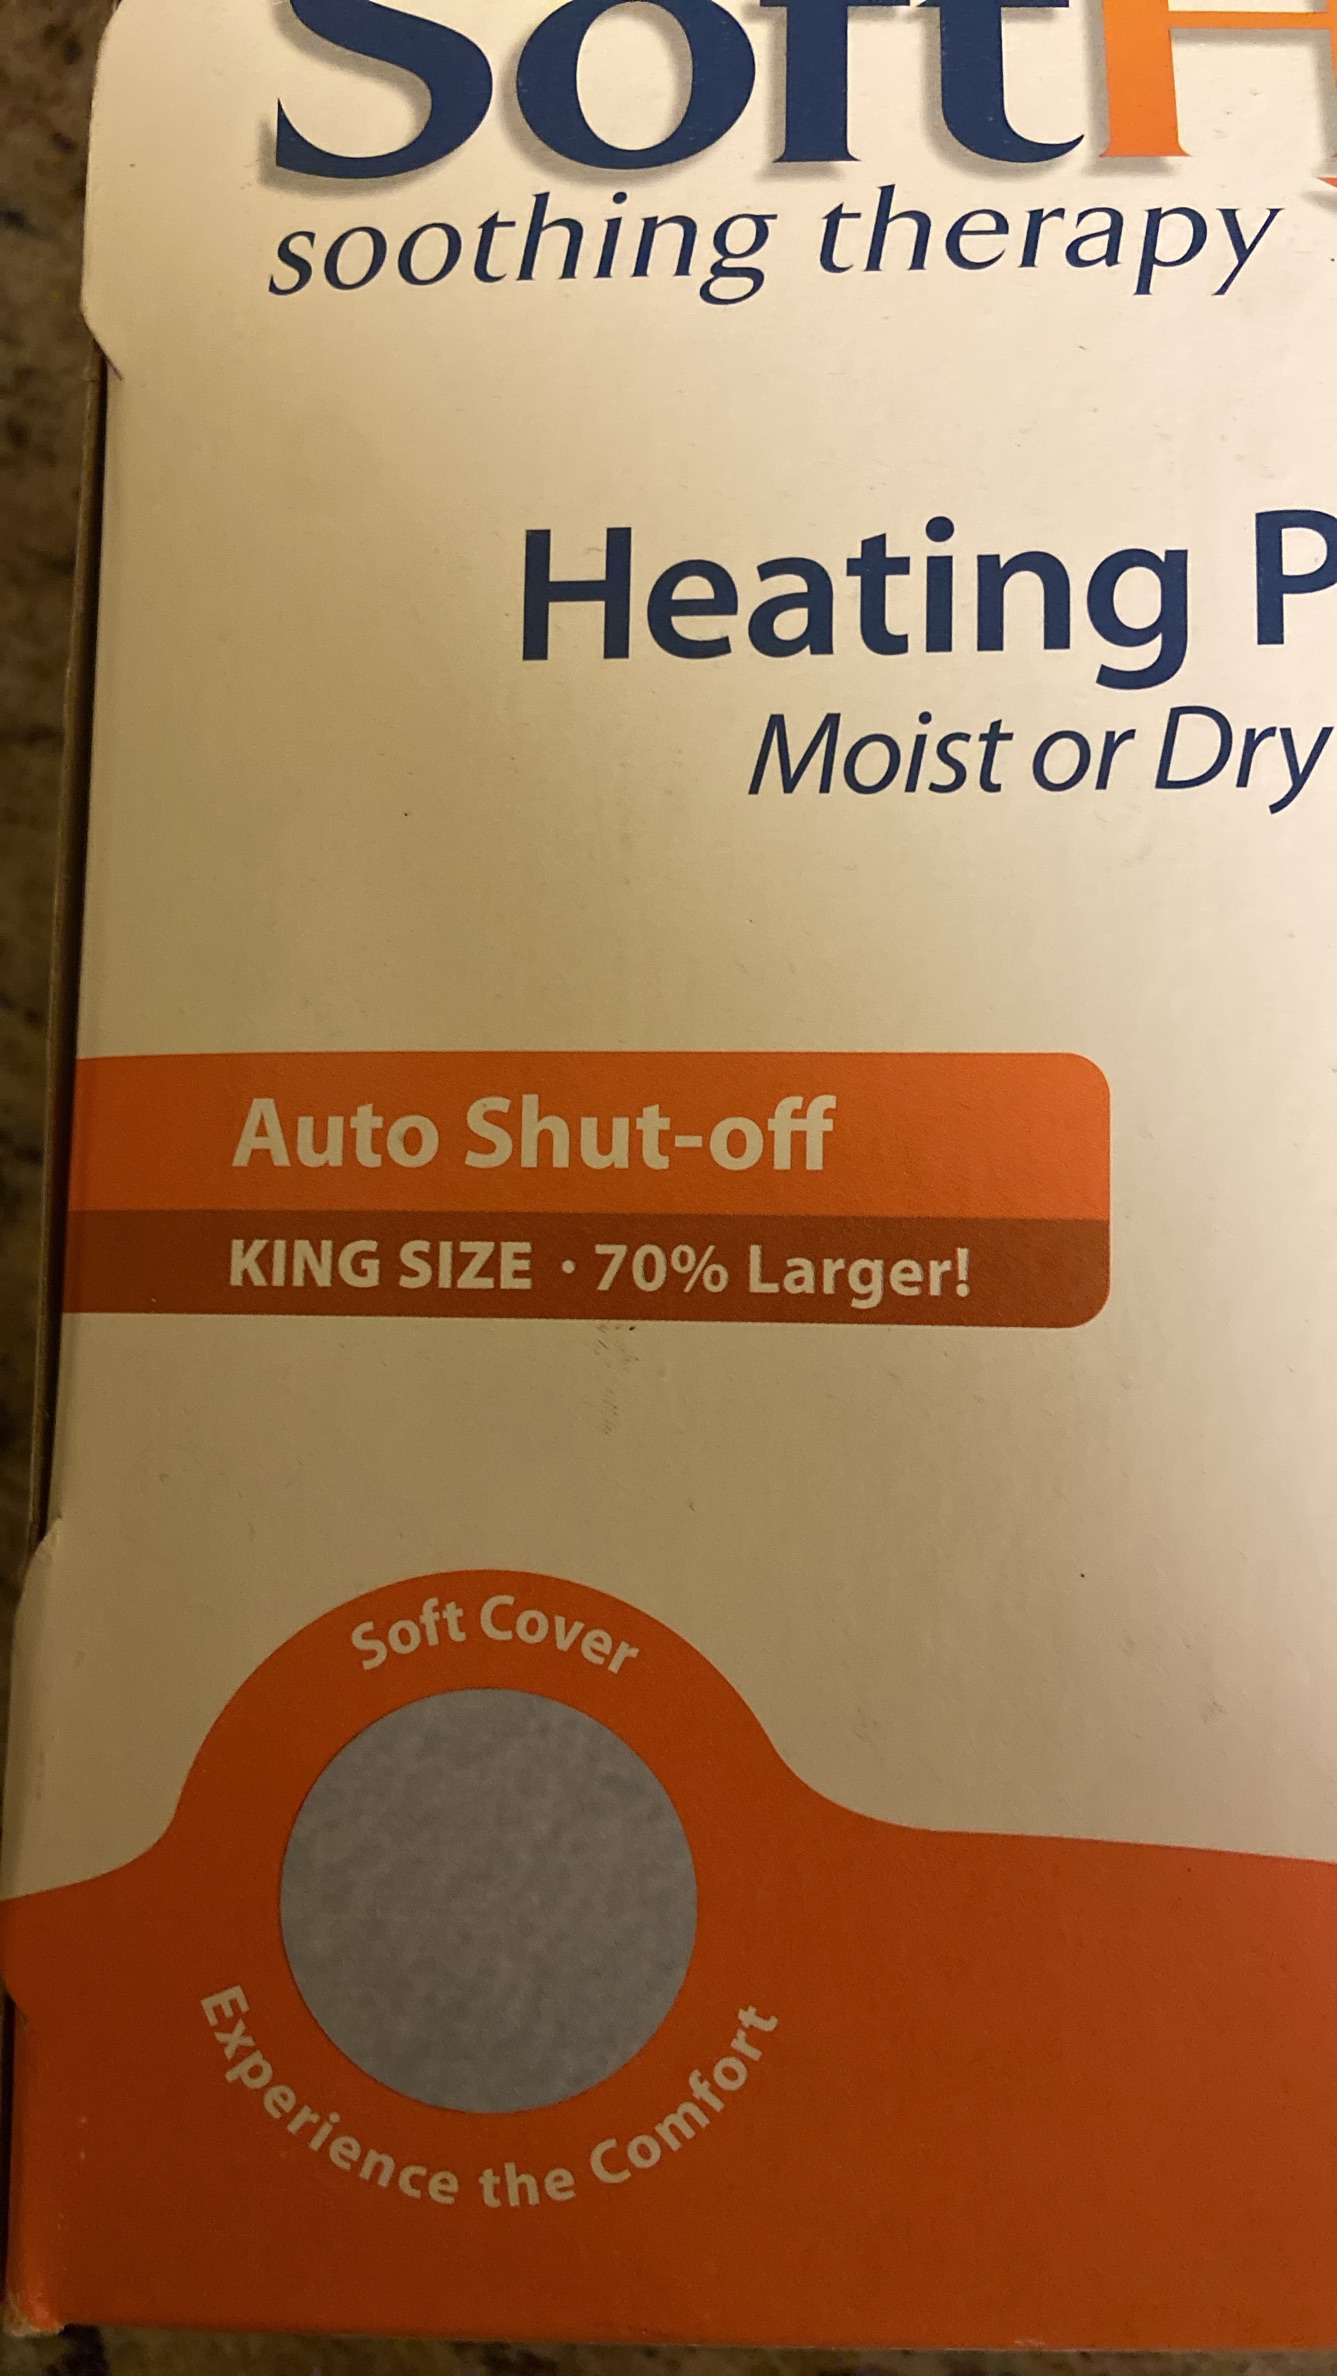 Soft
soothing therapy
Heating
Moist or Dry
Auto Shut-off
KING SIZE · 70% Larger!
Soft Cover
Experience the Comfort